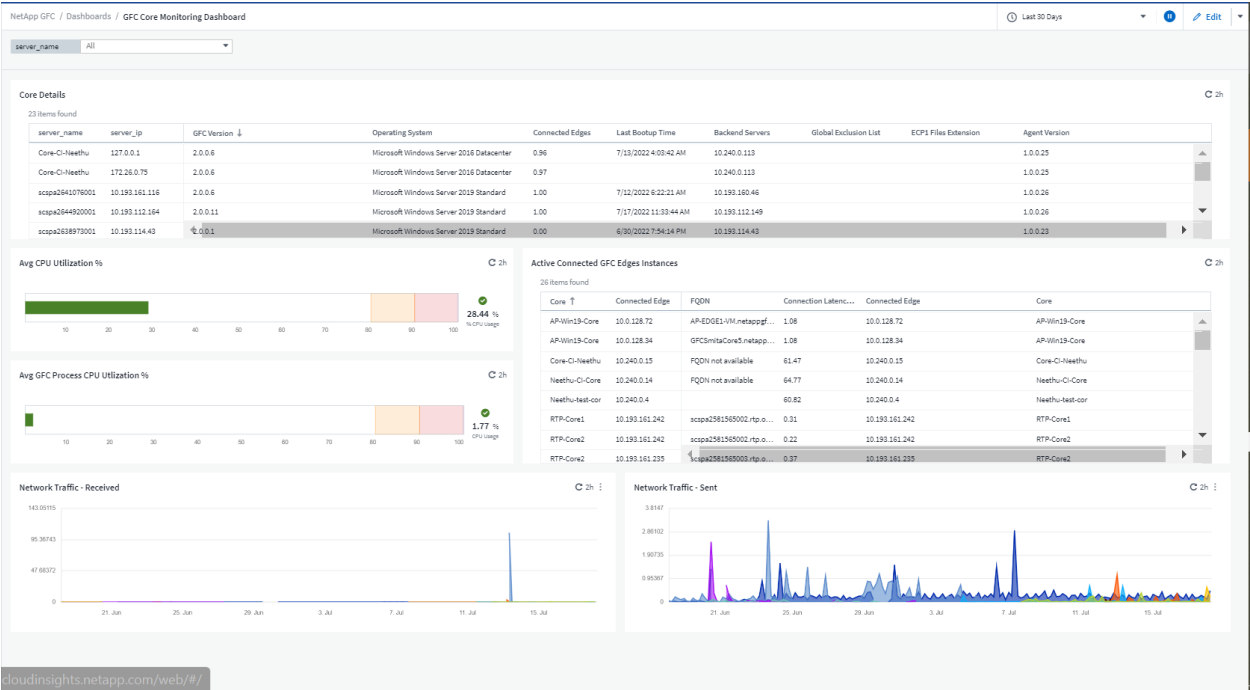 NetApp GFC / Dashboards / GFC Core Monitoring Dashboard Last 30 Days Edit
server_name All
Core Details 2h
23 items found
server_name server_ip GFC Version ↓ Operating System Connected Edges Last Bootup Time Backend Servers Global Exclusion List ECP1 Files Extension Agent Version
Core-CI-Neethu 127.0.0.1 2.0.0.6 Microsoft Windows Server 2016 Datacenter 0.96 7/13/2022 4:03:42 AM 10.240.0.113 1.0.0.25
Core-CI-Neethu 172.26.0.75 2.0.0.6 Microsoft Windows Server 2016 Datacenter 0.97 10.240.0.113 1.0.0.25
scspa2641076001 10.193.161.116 2.0.0.6 Microsoft Windows Server 2019 Standard 1.00 7/12/2022 6:22:21 AM 10.193.160.46 1.0.0.26
scspa2644920001 10.193.112.164 2.0.0.11 Microsoft Windows Server 2019 Standard 1.00 7/17/2022 11:33:44 AM 10.193.112.149 1.0.0.26
scspa2638973001 10.193.114.43 2.0.0.1 Microsoft Windows Server 2019 Standard 0.00 6/30/2022 7:54:14 PM 10.193.114.43 1.0.0.23
Avg CPU Utilization % 2h
28.44 %
% CPU Usage
10 20 30 40 50 60 70 80 90 100
Avg GFC Process CPU Utlization % 2h
1.77 %
CPU Usage
10 20 30 40 50 60 70 80 90 100
Active Connected GFC Edges Instances 2h
26 items found
Core ↑ Connected Edge FQDN Connection Latenc... Connected Edge Core
AP-Win19-Core 10.0.128.72 AP-EDGE1-VM.netappgf... 1.08 10.0.128.72 AP-Win19-Core
AP-Win19-Core 10.0.128.34 GFCSmitaCore5.netapp... 1.08 10.0.128.34 AP-Win19-Core
Core-CI-Neethu 10.240.0.15 FQDN not available 61.47 10.240.0.15 Core-CI-Neethu
Neethu-CI-Core 10.240.0.14 FQDN not available 64.77 10.240.0.14 Neethu-CI-Core
Neethu-test-cor 10.240.0.4 60.82 10.240.0.4 Neethu-test-cor
RTP-Core1 10.193.161.242 scspa2581565002.rtp.o... 0.31 10.193.161.242 RTP-Core1
RTP-Core2 10.193.161.242 scspa2581565002.rtp.o... 0.22 10.193.161.242 RTP-Core2
RTP-Core2 10.193.161.235 scspa2581565003.rtp.o... 0.37 10.193.161.235 RTP-Core2
Network Traffic - Received 2h
143.05115
95.36743
47.68372
0
21. Jun 25. Jun 29. Jun 3. Jul 7. Jul 11. Jul 15. Jul
Network Traffic - Sent 2h
3.8147
2.86102
1.90735
0.95367
0
21. Jun 25. Jun 29. Jun 3. Jul 7. Jul 11. Jul 15. Jul
cloudinsights.netapp.com/web/#/